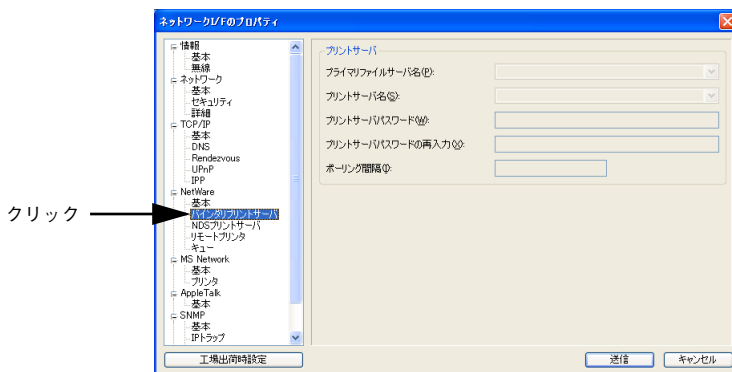 ネットワークI/Fのプロパティ
情報
基本
無線
ネットワーク
基本
セキュリティ
詳細
TCP/IP
基本
DNS
Rendezvous
UPnP
IPP
NetWare
基本
バインダリプリントサーバ
NDSプリントサーバ
リモートプリンタ
キュー
MS Network
基本
プリンタ
AppleTalk
基本
SNMP
基本
IPトラップ
クリック
プリントサーバ
プライマリファイルサーバ名(P):
プリントサーバ名(S):
プリントサーバパスワード(W):
プリントサーバパスワードの再入力(X):
ポーリング間隔(I):
工場出荷時設定
送信
キャンセル